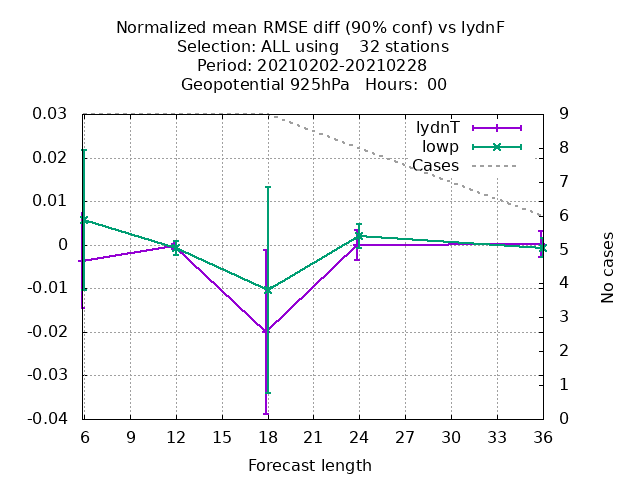 Normalized mean RMSE diff (90% conf) vs lydnF
Selection: ALL using    32 stations
Period: 20210202-20210228
Geopotential 925hPa   Hours:  00
lydnT
lowp
Cases
0.03
0.02
0.01
0
-0.01
-0.02
-0.03
-0.04
9
8
7
6
5
4
3
2
1
0
No cases
6 9 12 15 18 21 24 27 30 33 36
Forecast length